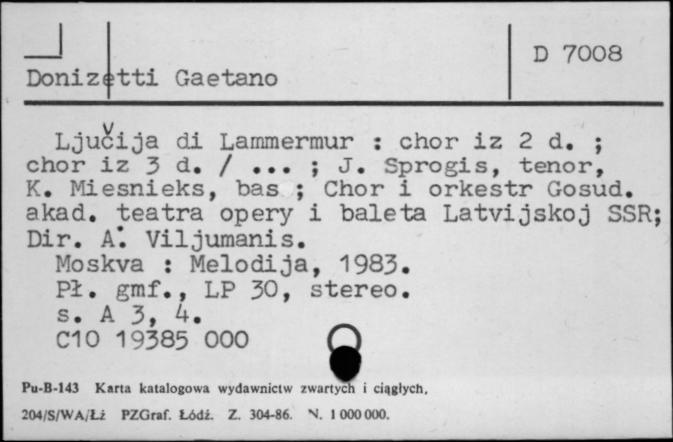 D 7008
Donizetti Gaetano
Ljučija di Lammermur : chor iz 2 d. ;
chor iz 3 d. / ... ; J. Sprogis, tenor,
K. Miesnieks, bas ; Chor i orkestr Gosud.
akad. teatra opery i baleta Latvijskoj SSR;
Dir. A. Viljumanis.
Moskva : Melodija, 1983.
Pł. gmf., LP 30, stereo.
s. A 3, 4.
C10 19385 000
Pu-B-143 Karta katalogowa wydawnictw zwartych i ciągłych.
204/S/WA/Łż PZGraf. Łódź. Z. 304-86. N. 1 000 000.